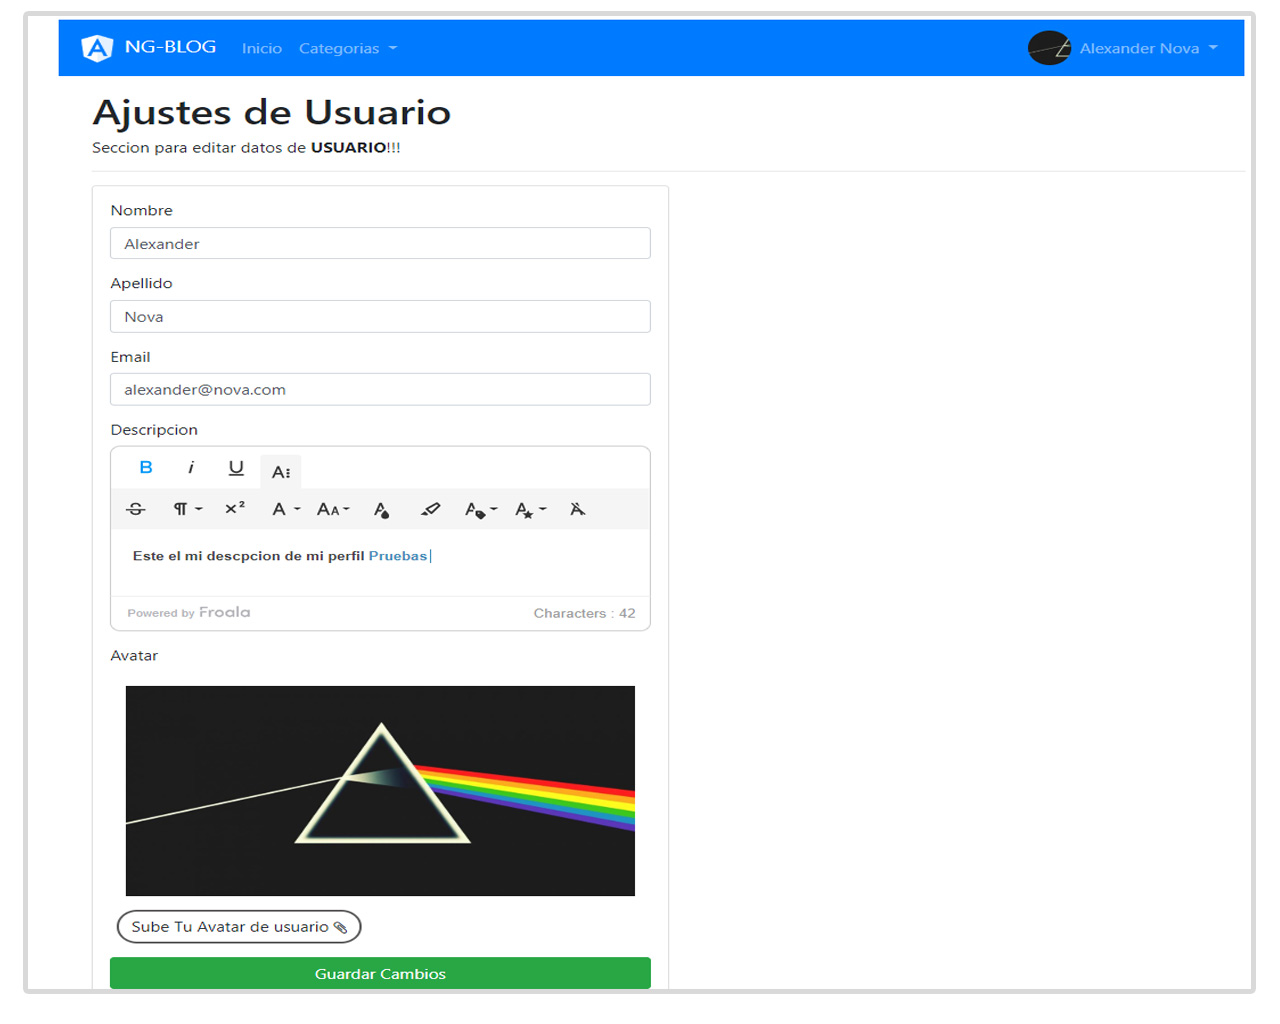 NG-BLOG Inicio Categorias Alexander Nova
Ajustes de Usuario
Seccion para editar datos de USUARIO!!!
Nombre
Alexander
Apellido
Nova
Email
alexander@nova.com
Descripcion
Este el mi descpcion de mi perfil Pruebas
Powered by Froala Characters : 42
Avatar
Sube Tu Avatar de usuario
Guardar Cambios